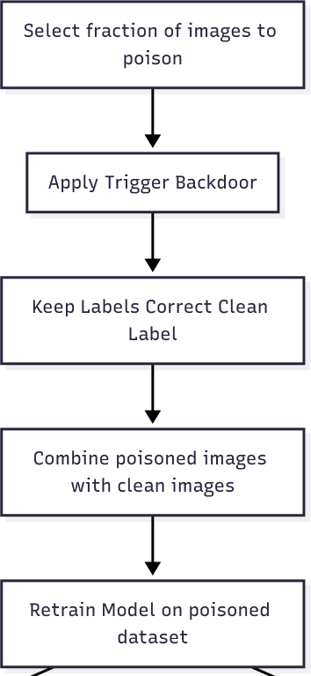 Select fraction of images to
poison
Apply Trigger Backdoor
Keep Labels Correct Clean
Label
Combine poisoned images
with clean images
Retrain Model on poisoned
dataset